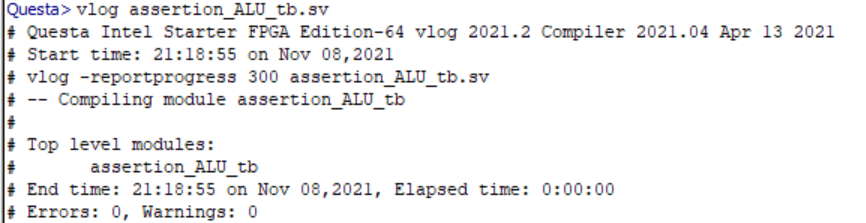 Questa> vlog assertion_ALU_tb.sv
# Questa Intel Starter FPGA Edition-64 vlog 2021.2 Compiler 2021.04 Apr 13 2021
# Start time: 21:18:55 on Nov 08,2021
# vlog -reportprogress 300 assertion_ALU_tb.sv
# -- Compiling module assertion_ALU_tb
#
# Top level modules:
#       assertion_ALU_tb
# End time: 21:18:55 on Nov 08,2021, Elapsed time: 0:00:00
# Errors: 0, Warnings: 0